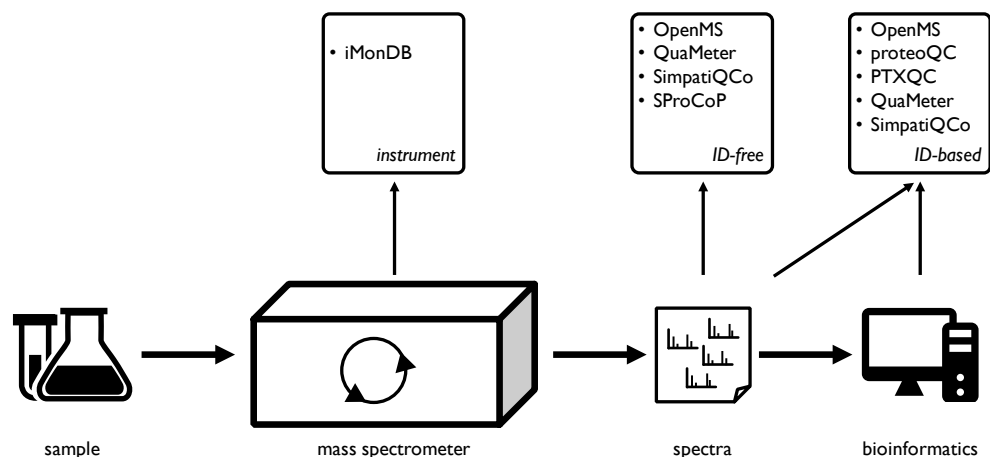 • iMonDB
instrument
• OpenMS
• QuaMeter
• SimpatiQCo
• SProCoP
ID-free
• OpenMS
• proteoQC
• PTXQC
• QuaMeter
• SimpatiQCo
ID-based
sample
mass spectrometer
spectra
bioinformatics